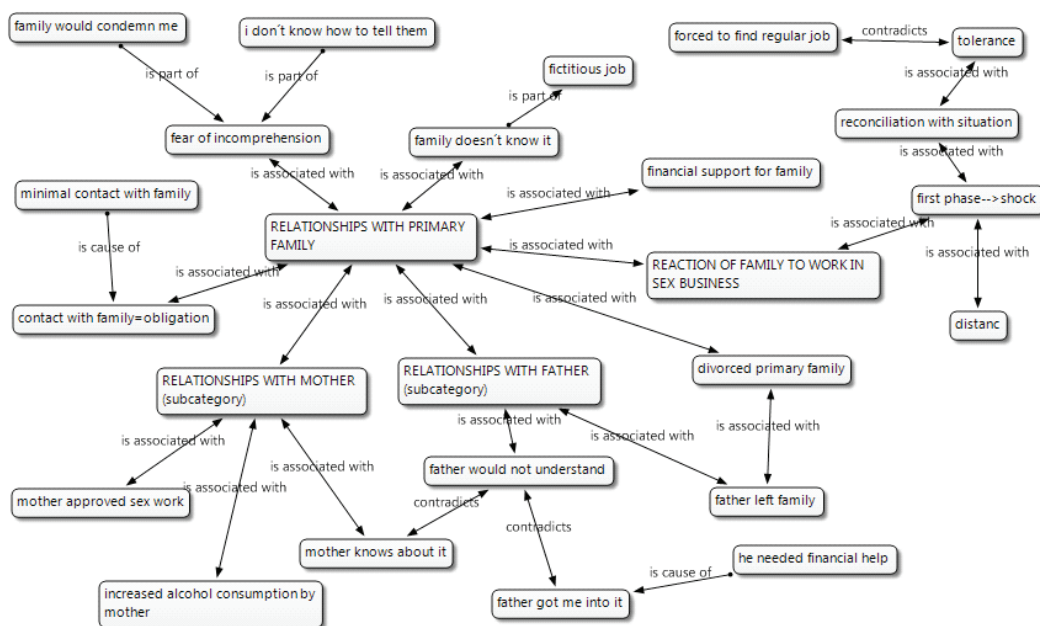 family would condemn me
i don´t know how to tell them
forced to find regular job
contradicts
tolerance
is part of
is part of
fictitious job
is associated with
is part of
reconciliation with situation
fear of incomprehension
family doesn´t know it
is associated with
is associated with
is associated with
financial support for family
minimal contact with family
is associated with
first phase-->shock
RELATIONSHIPS WITH PRIMARY
FAMILY
is associated with
is cause of
is associated with
is associated with
REACTION OF FAMILY TO WORK IN
SEX BUSINESS
is associated with
is associated with
is associated with
contact with family=obligation
distanc
RELATIONSHIPS WITH MOTHER
(subcategory)
RELATIONSHIPS WITH FATHER
(subcategory)
divorced primary family
is associated with
is associated with
is associated with
is associated with
is associated with
father would not understand
is associated with
mother approved sex work
contradicts
father left family
contradicts
mother knows about it
he needed financial help
is cause of
increased alcohol consumption by
mother
father got me into it